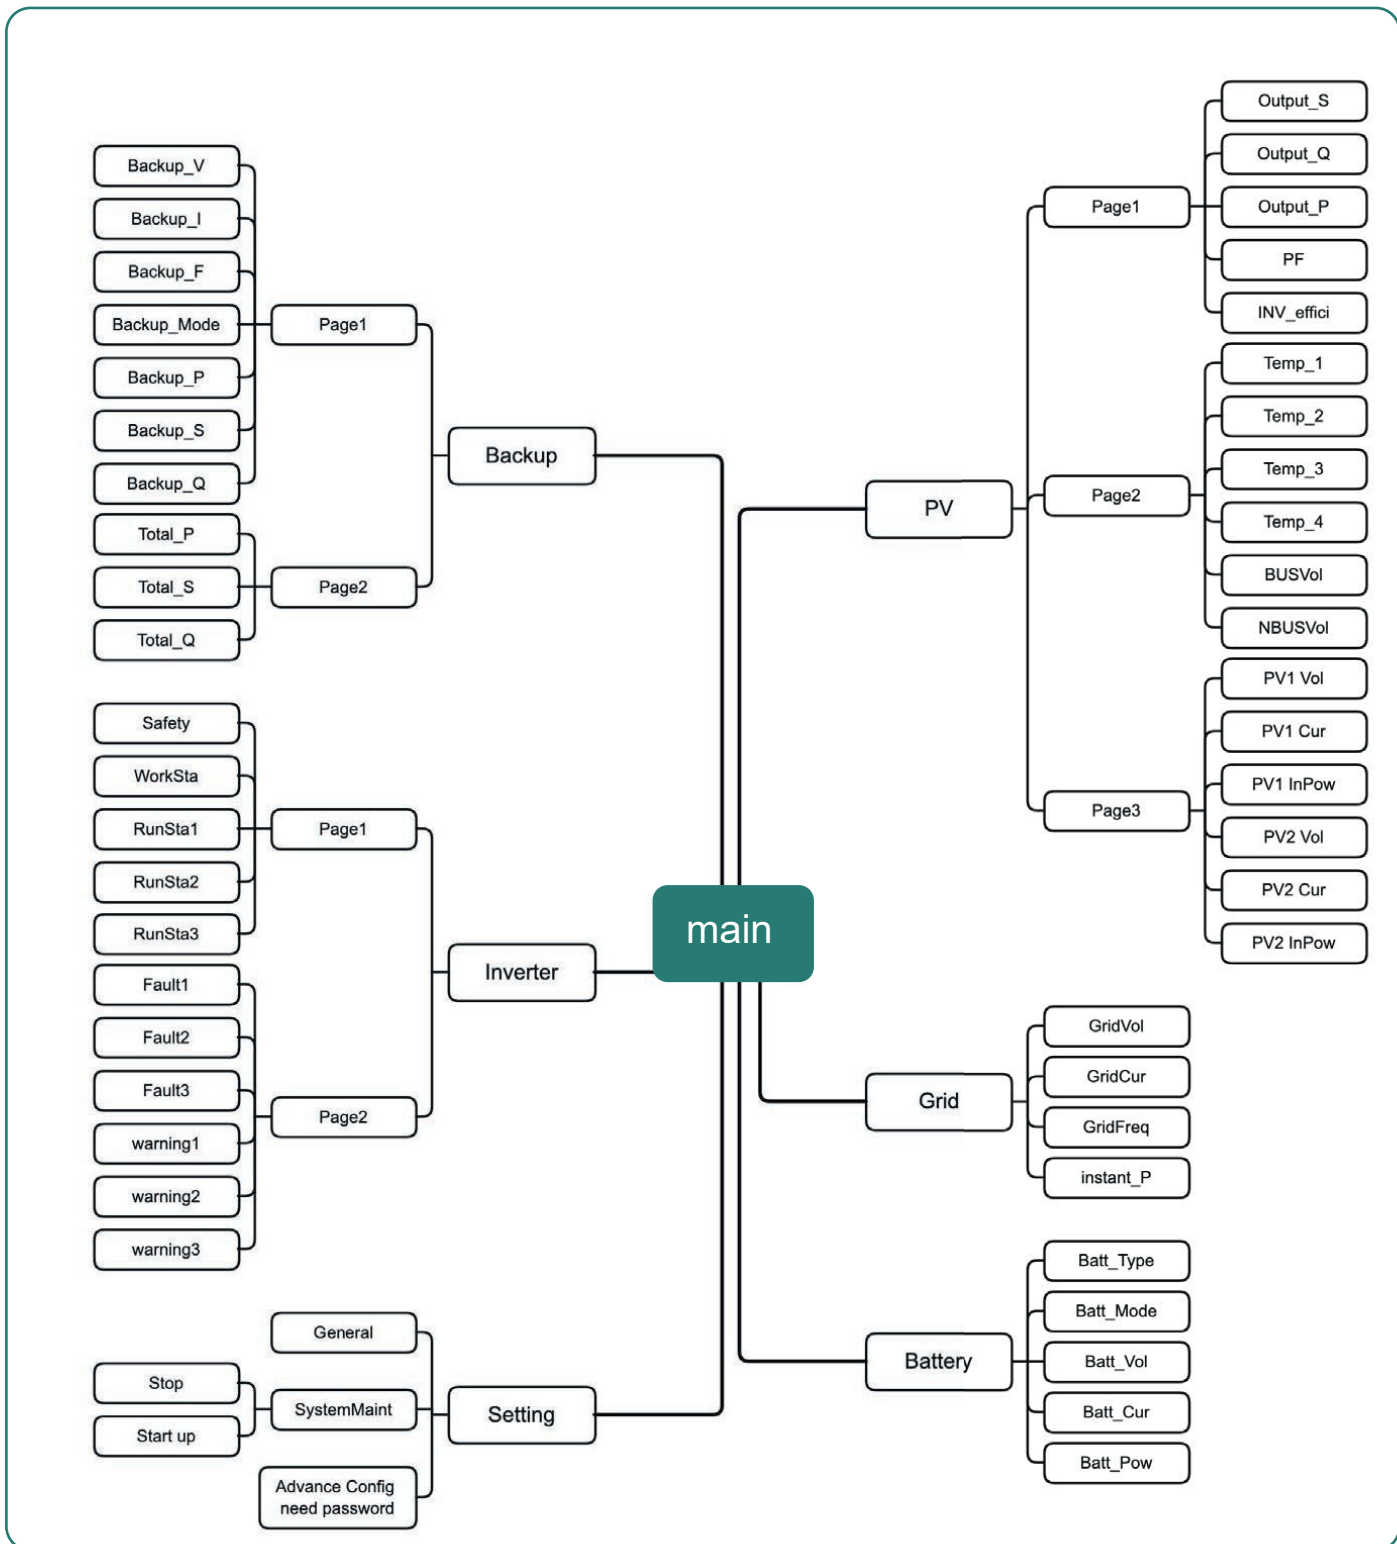 Backup_V
Backup_I
Backup_F
Backup_Mode
Backup_P
Backup_S
Backup_Q
Page1
Total_P
Total_S
Total_Q
Page2
Backup
Safety
WorkSta
RunSta1
RunSta2
RunSta3
Page1
Fault1
Fault2
Fault3
warning1
warning2
warning3
Page2
Inverter
General
Stop
Start up
SystemMaint
Advance Config
need password
Setting
main
PV
Page1
Output_S
Output_Q
Output_P
PF
INV_effici
Page2
Temp_1
Temp_2
Temp_3
Temp_4
BUSVol
NBUSVol
Page3
PV1 Vol
PV1 Cur
PV1 InPow
PV2 Vol
PV2 Cur
PV2 InPow
Grid
GridVol
GridCur
GridFreq
instant_P
Battery
Batt_Type
Batt_Mode
Batt_Vol
Batt_Cur
Batt_Pow